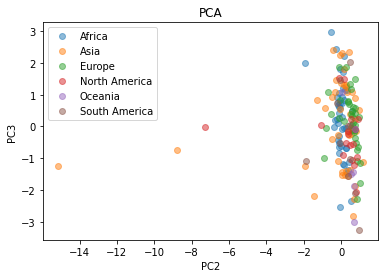 PCA
Africa
Asia
Europe
North America
Oceania
South America
PC3
3
2
1
0
−1
−2
−3
−14
−12
−10
−8
−6
−4
−2
0
PC2